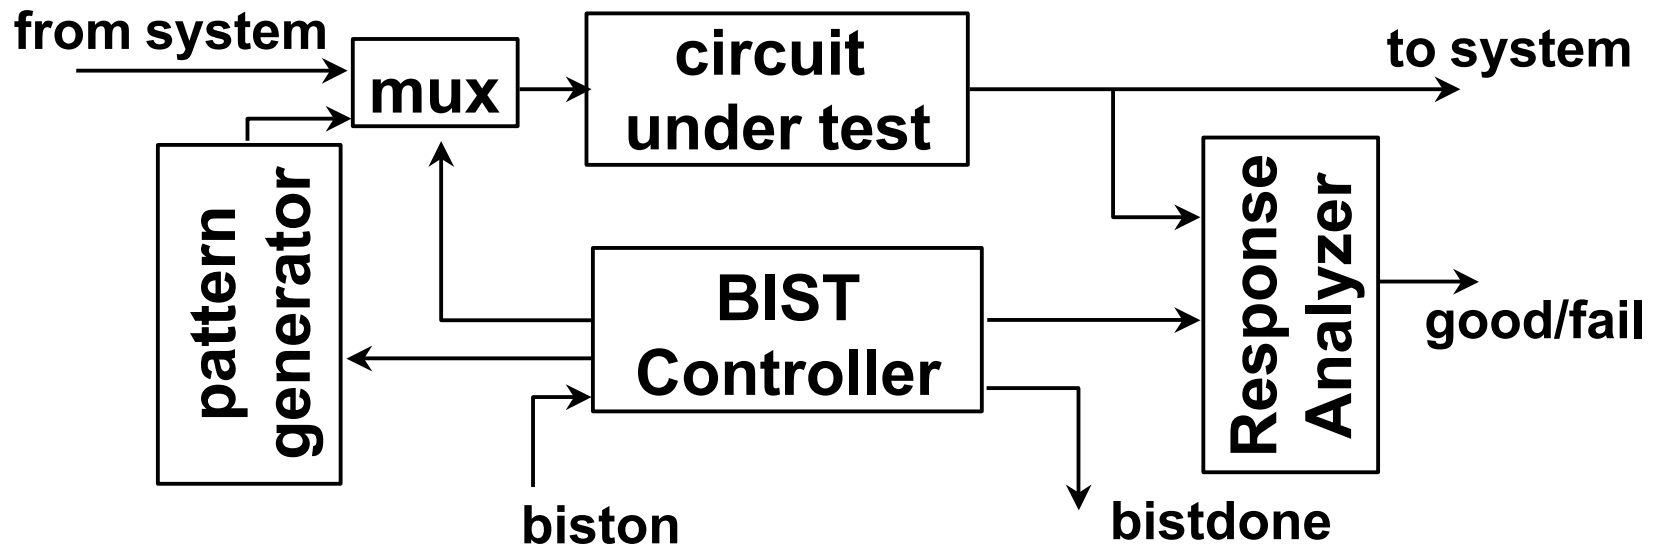 from system
mux
circuit
under test
to system
pattern
generator
BIST
Controller
Response
Analyzer
good/fail
biston
bistdone